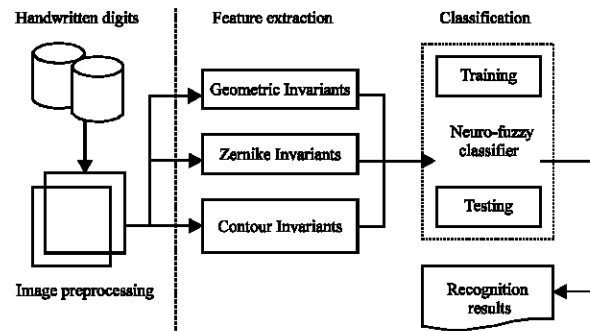 Handwritten digits
Feature extraction
Classification
Geometric Invariants
Training
Zernike Invariants
Neuro-fuzzy
classifier
Contour Invariants
Testing
Image preprocessing
Recognition
results